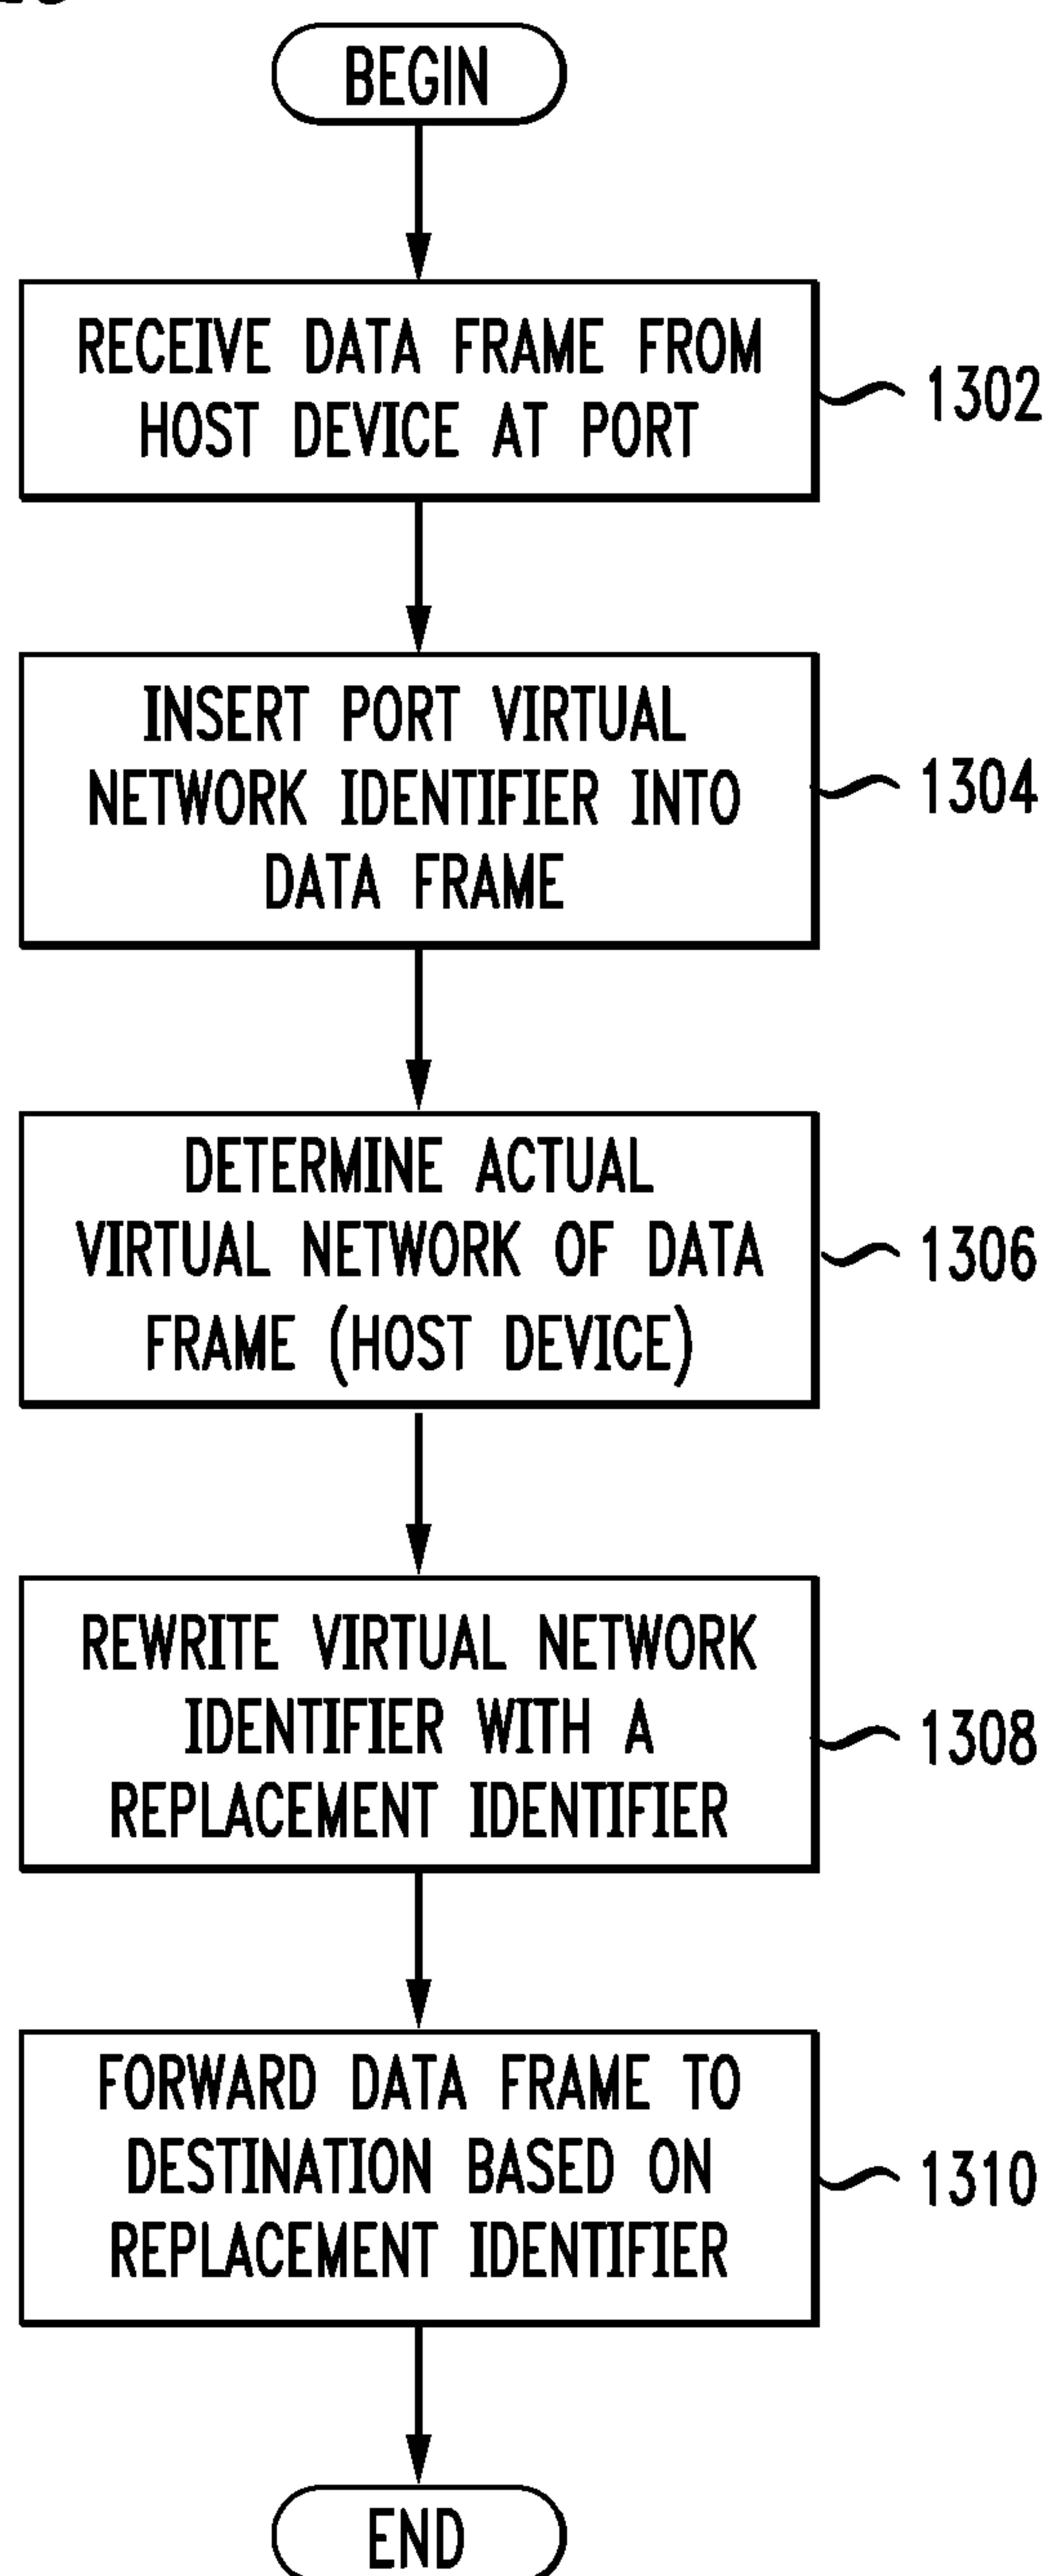 BEGIN
RECEIVE DATA FRAME FROM
HOST DEVICE AT PORT
1302
INSERT PORT VIRTUAL
NETWORK IDENTIFIER INTO
DATA FRAME
1304
DETERMINE ACTUAL
VIRTUAL NETWORK OF DATA
FRAME (HOST DEVICE)
1306
REWRITE VIRTUAL NETWORK
IDENTIFIER WITH A
REPLACEMENT IDENTIFIER
1308
FORWARD DATA FRAME TO
DESTINATION BASED ON
REPLACEMENT IDENTIFIER
1310
END